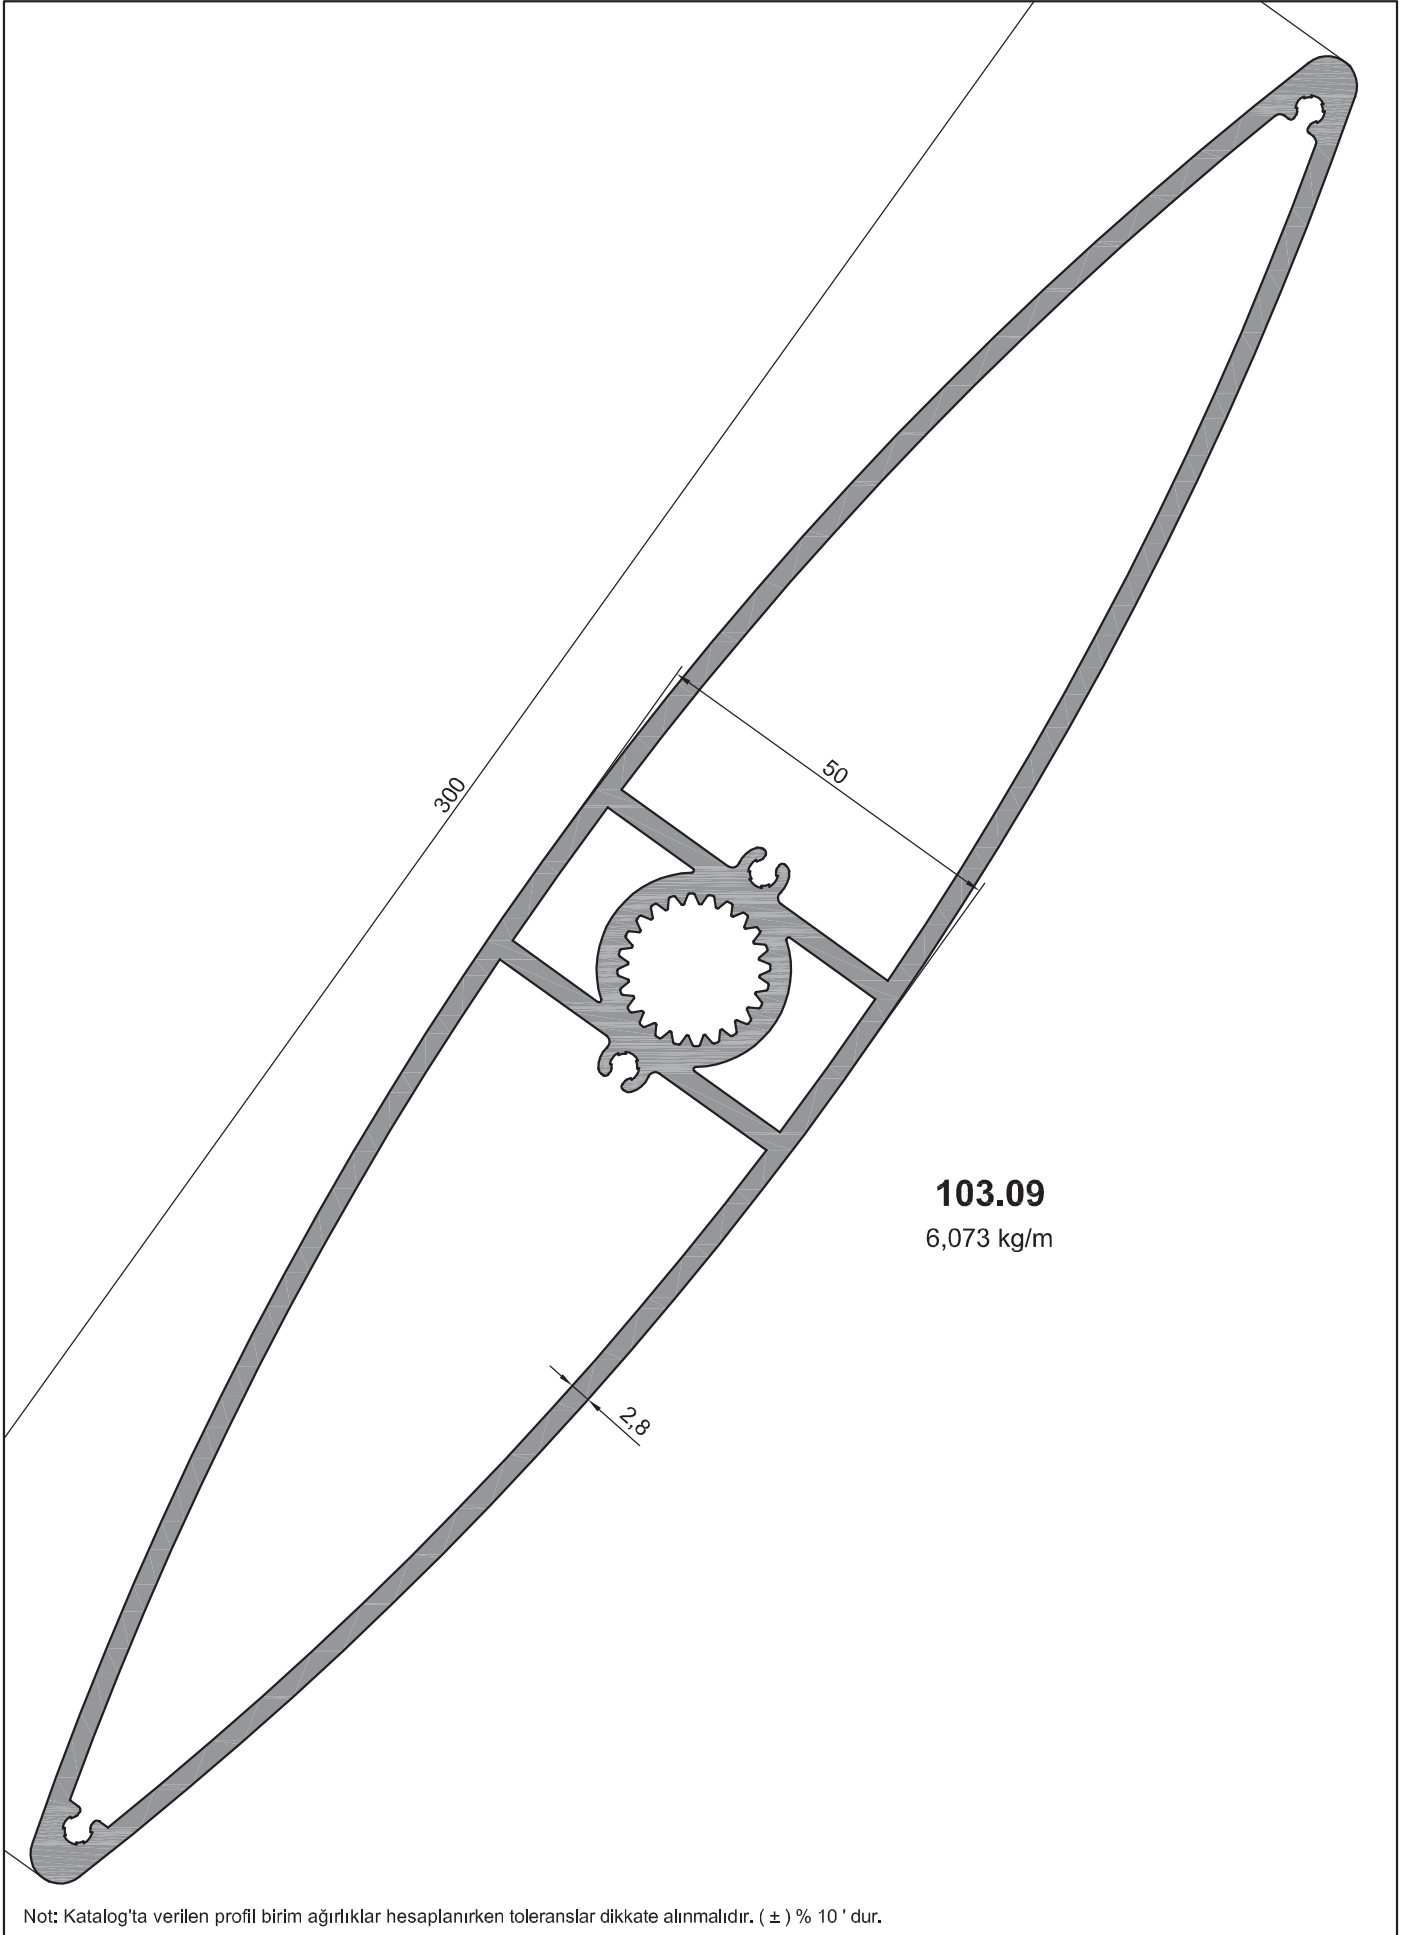 300
50
103.09
6,073 kg/m
2,8
Not: Katalog'ta verilen profil birim ağırlıklar hesaplanırken toleranslar dikkate alınmalıdır. ( ± ) % 10 ' dur.